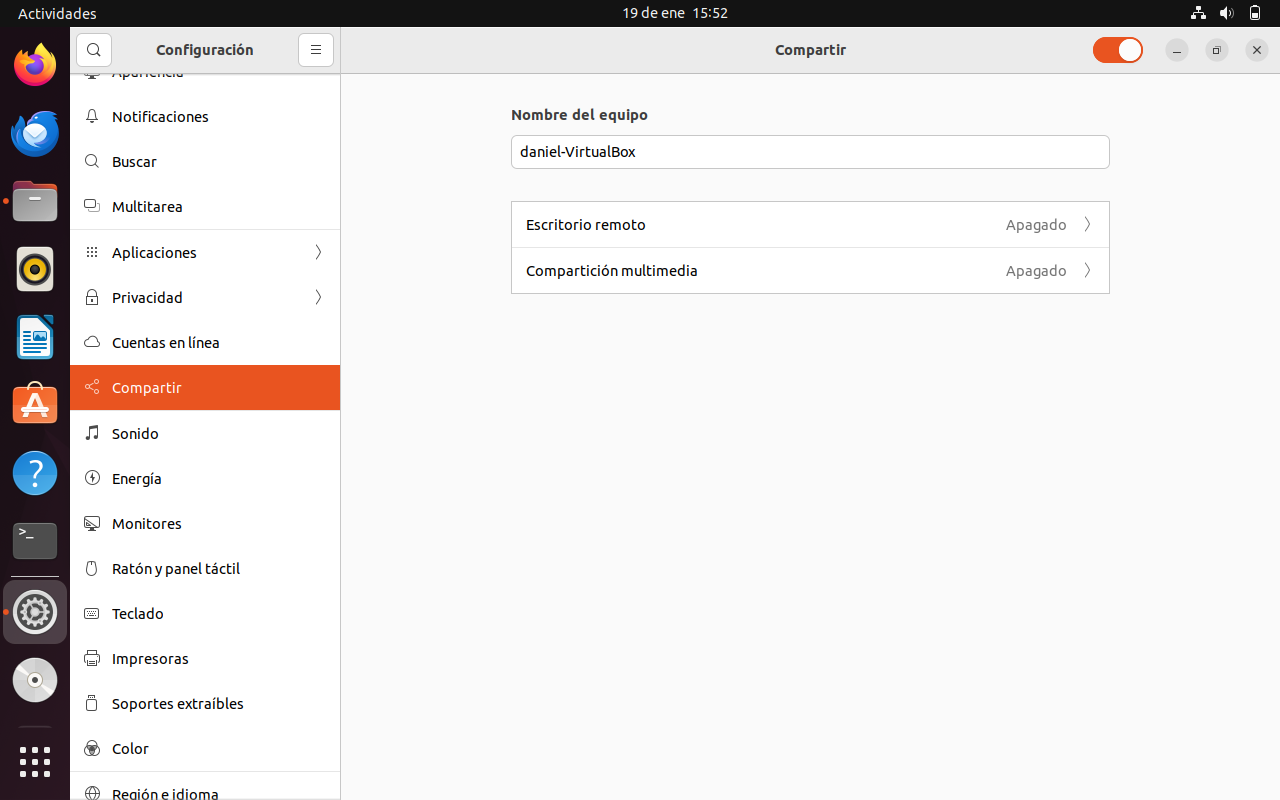 Actividades
19 de ene 15:52
Configuración
Compartir
Apariencia
Notificaciones
Buscar
Multitarea
Aplicaciones
Privacidad
Cuentas en línea
Compartir
Sonido
Energía
Monitores
Ratón y panel táctil
Teclado
Impresoras
Soportes extraíbles
Color
Región e idioma
Nombre del equipo
daniel-VirtualBox
Escritorio remoto Apagado
Compartición multimedia Apagado